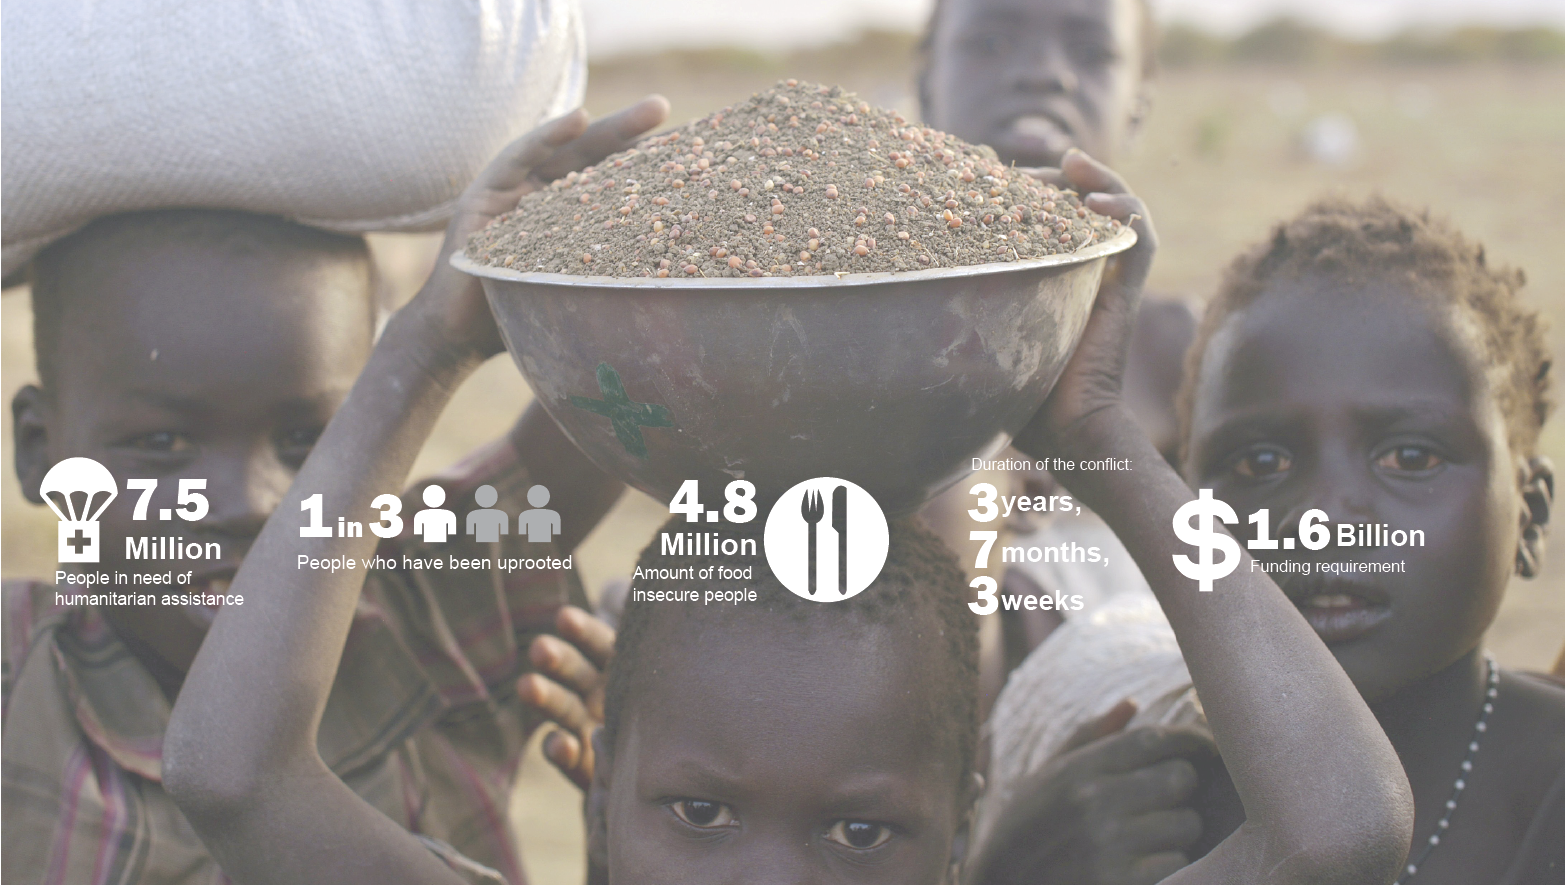 7.5
Million
People in need of
humanitarian assistance
1 in 3
People who have been uprooted
4.8
Million
Amount of food
insecure people
Duration of the conflict:
3 years,
7 months,
3 weeks
$1.6 Billion
Funding requirement